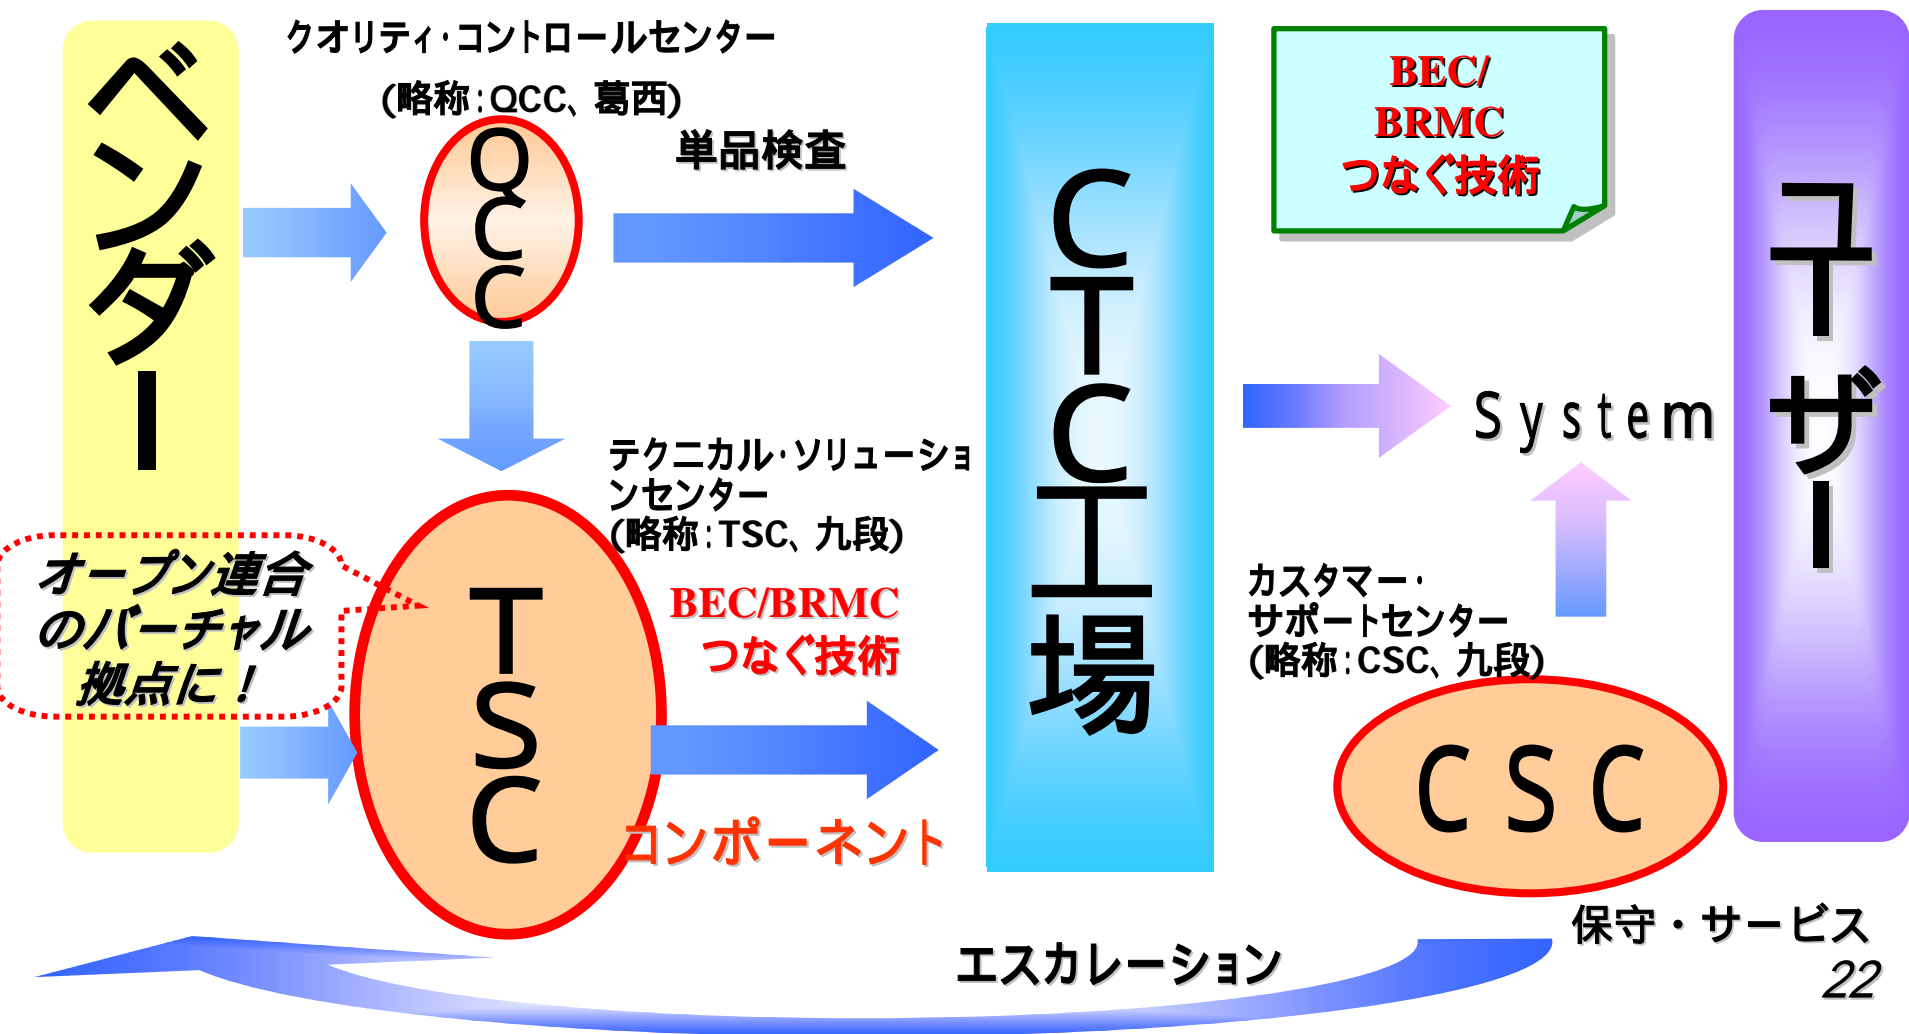 ベンダー
クオリティ・コントロールセンター
(略称:QCC、葛西)
QCC
単品検査
CTC工場
BEC/
BRMC
つなぐ技術
ユーザー
System
テクニカル・ソリューショ
ンセンター
(略称:TSC、九段)
オープン連合
のバーチャル
拠点に！
TSC
BEC/BRMC
つなぐ技術
コンポーネント
カスタマー・
サポートセンター
(略称:CSC、九段)
CSC
保守・サービス
エスカレーション
22